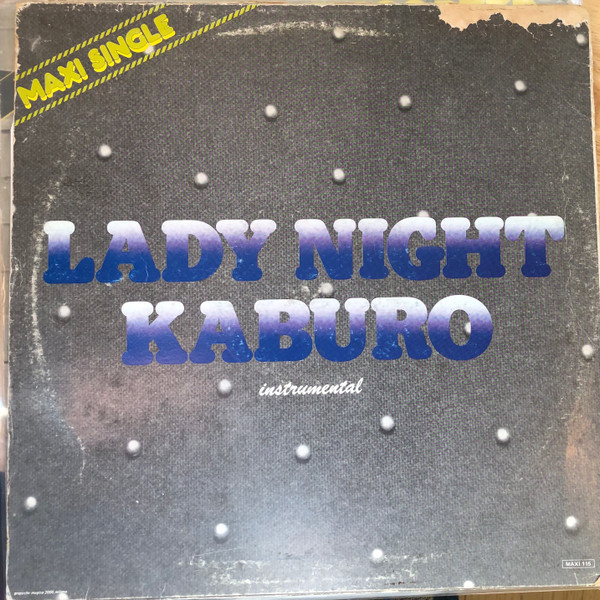 MAXI SINGLE
LADY NIGHT
KABURO
instrumental
MAXI 115